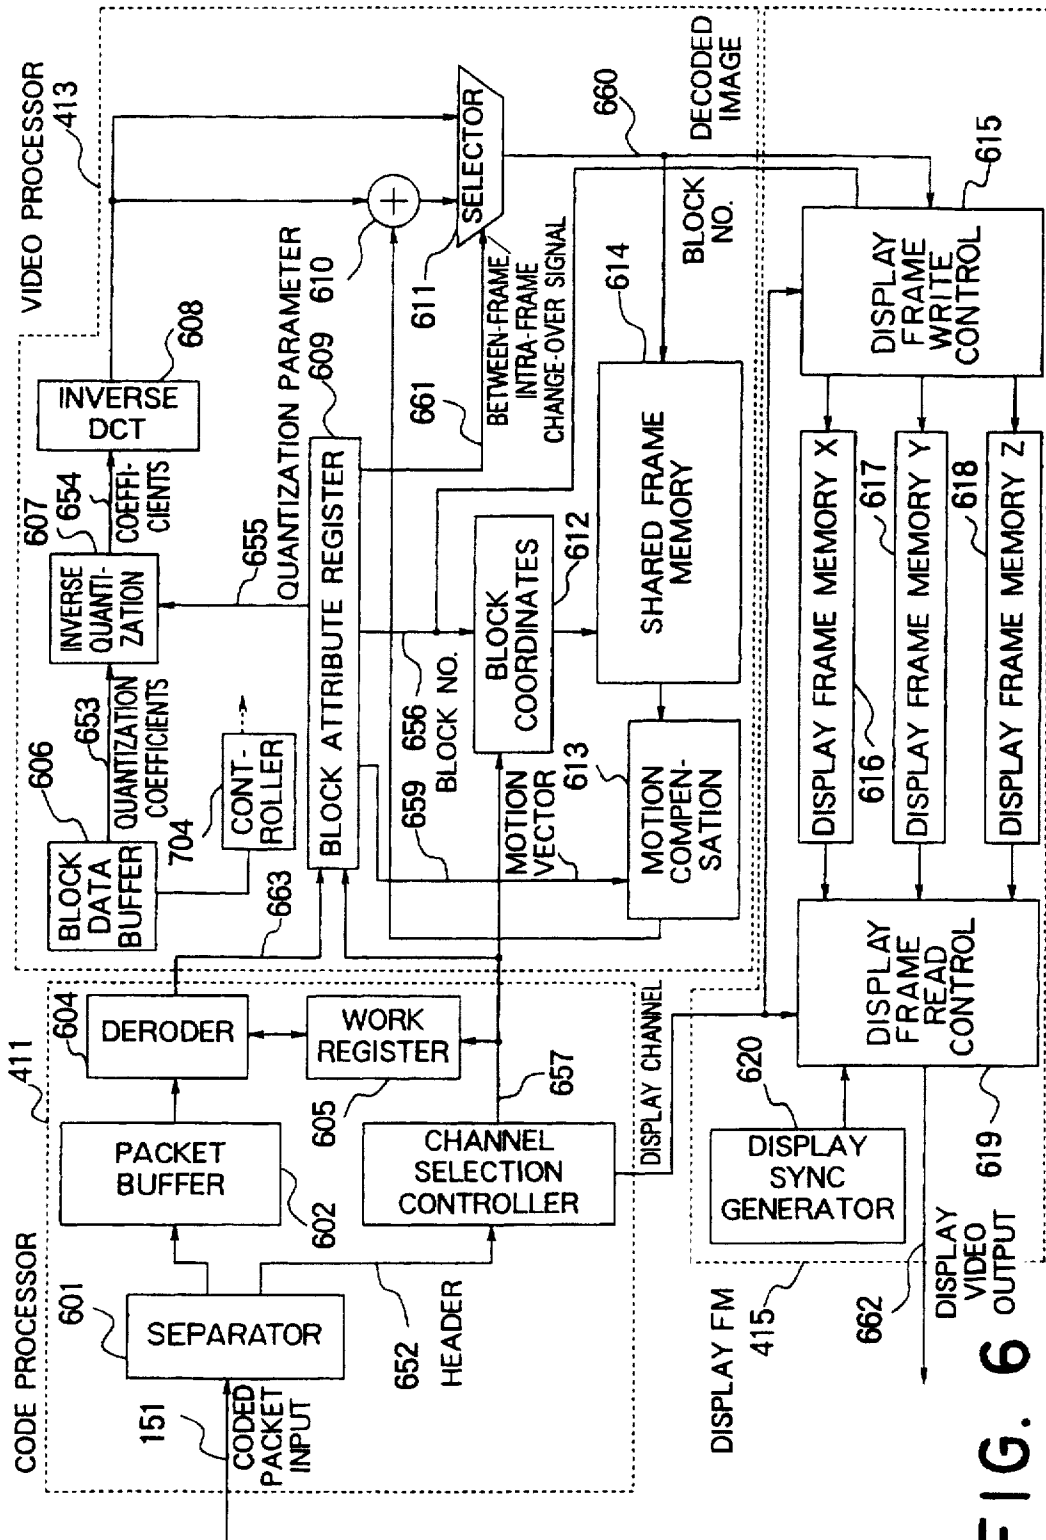 CODE PROCESSOR
411
151
CODED
PACKET
INPUT
601
SEPARATOR
652
HEADER
PACKET
BUFFER
602
604
DERODER
WORK
REGISTER
605
CHANNEL
SELECTION
CONTROLLER
657
DISPLAY CHANNEL
663
VIDEO PROCESSOR
413
606
BLOCK
DATA
BUFFER
653
QUANTIZATION
COEFFICIENTS
704
CONT-
ROLLER
607
INVERSE
QUANTI-
ZATION
654
COEFFI-
CIENTS
608
INVERSE
DCT
655
QUANTIZATION PARAMETER
609
BLOCK ATTRIBUTE REGISTER
610
+
611
SELECTOR
661
BETWEEN-FRAME
INTRA-FRAME
CHANGE-OVER SIGNAL
656
BLOCK NO.
659
MOTION
VECTOR
BLOCK
COORDINATES
612
613
MOTION
COMPEN-
SATION
614
SHARED FRAME
MEMORY
BLOCK
NO.
660
DECODED
IMAGE
DISPLAY FM
415
620
DISPLAY
SYNC
GENERATOR
DISPLAY
FRAME
READ
CONTROL
619
662
DISPLAY
VIDEO
OUTPUT
DISPLAY FRAME MEMORY X
616
DISPLAY FRAME MEMORY Y
617
DISPLAY FRAME MEMORY Z
618
DISPLAY
FRAME
WRITE
CONTROL
615
FIG. 6